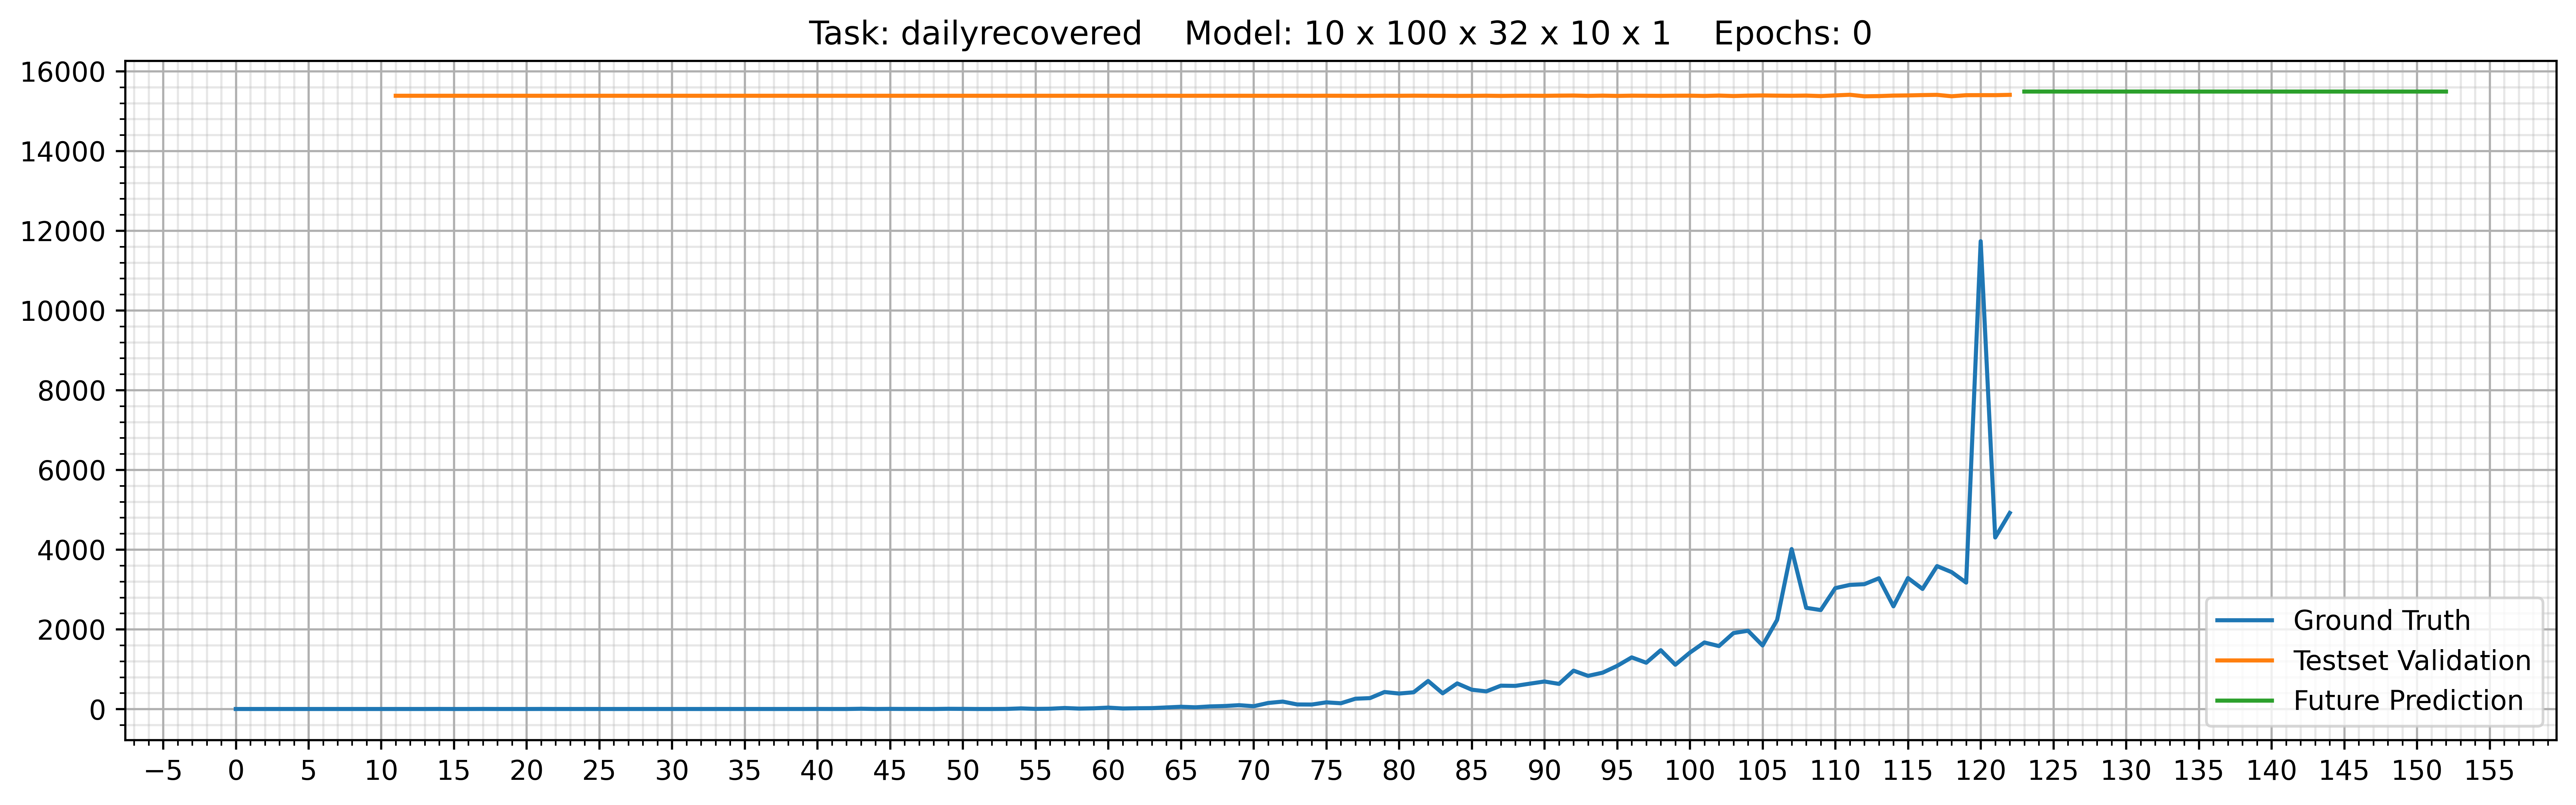 Task: dailyrecovered    Model: 10 x 100 x 32 x 10 x 1    Epochs: 0
16000
14000
12000
10000
8000
6000
4000
2000
0
Ground Truth
Testset Validation
Future Prediction
−5 0 5 10 15 20 25 30 35 40 45 50 55 60 65 70 75 80 85 90 95 100 105 110 115 120 125 130 135 140 145 150 155